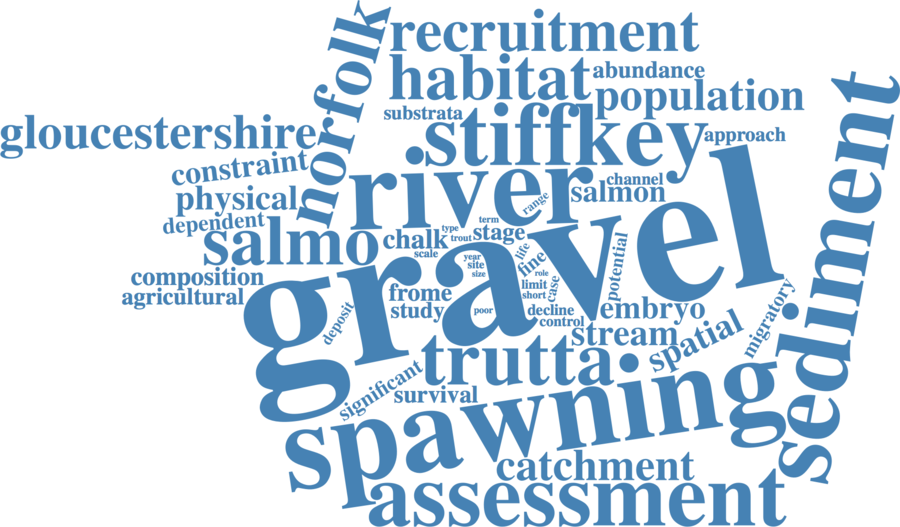 recruitment
habitat
abundance
population
norfolk
substrata
stiffkey
approach
gloucestershire
constraint
river
channel
salmon
physical
range
dependent
term
salmo
chalk
type
trout
stage
scale
gravel
sediment
composition
agricultural
year
site
size
life
fine
role
limit
short
case
potential
frome
study
deposit
poor
decline
control
embryo
stream
spatial
migratory
trutta
significant
survival
spawning
catchment
assessment